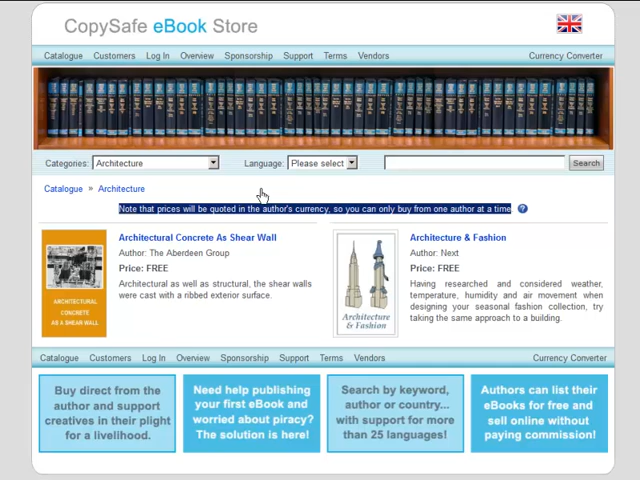 CopySafe eBook Store
Catalogue Customers Log In Overview Sponsorship Support Terms Vendors Currency Converter
Categories: Architecture Language: Please select Search
Catalogue » Architecture
Note that prices will be quoted in the author's currency, so you can only buy from one author at a time ?
Architectural Concrete As Shear Wall
Author: The Aberdeen Group
Price: FREE
Architectural as well as structural, the shear walls
were cast with a ribbed exterior surface.
ARCHITECTURAL
CONCRETE
AS A SHEAR WALL
Architecture & Fashion
Author: Next
Price: FREE
Having researched and considered weather,
temperature, humidity and air movement when
designing your seasonal fashion collection, try
taking the same approach to a building.
Architecture
& Fashion
Catalogue Customers Log In Overview Sponsorship Support Terms Vendors Currency Converter
Buy direct from the
author and support
creatives in their plight
for a livelihood.
Need help publishing
your first eBook and
worried about piracy?
The solution is here!
Search by keyword,
author or country...
with support for more
than 25 languages!
Authors can list their
eBooks for free and
sell online without
paying commission!